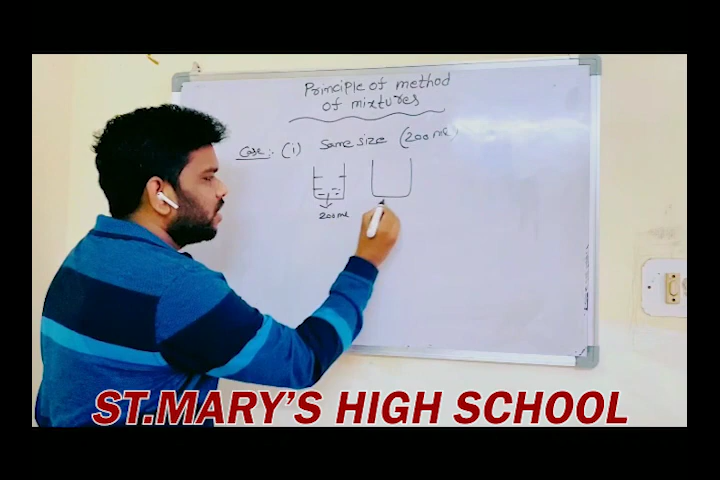 Principle of method
of mixtures
Case:- (1) Same size (200 ml)
200 ml
ST.MARY'S HIGH SCHOOL